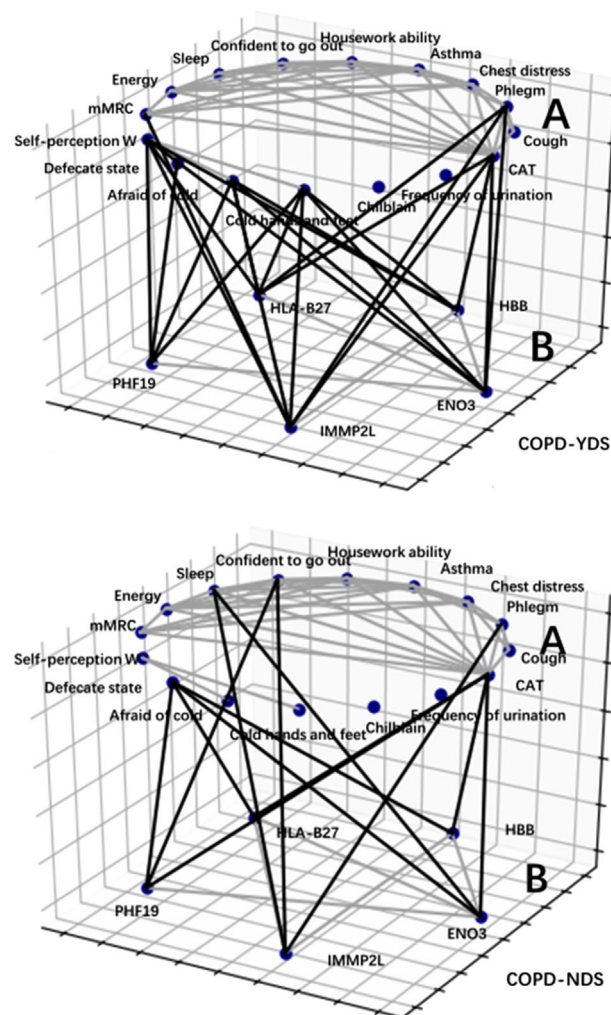 Housework ability
Confident to go out
Asthma
Sleep
Chest distress
Energy
Phlegm
mMRC
A
Self-perception W
Cough
Defecate state
CAT
Afraid of cold
Frequency of urination
Chilblain
Cold hands and feet
HLA-B27
HBB
B
PHF19
ENO3
IMMP2L
COPD-YDS
Housework ability
Confident to go out
Asthma
Sleep
Chest distress
Energy
Phlegm
mMRC
A
Self-perception W
Cough
Defecate state
CAT
Afraid of cold
Frequency of urination
Chilblain
Cold hands and feet
HLA-B27
HBB
B
PHF19
ENO3
IMMP2L
COPD-NDS